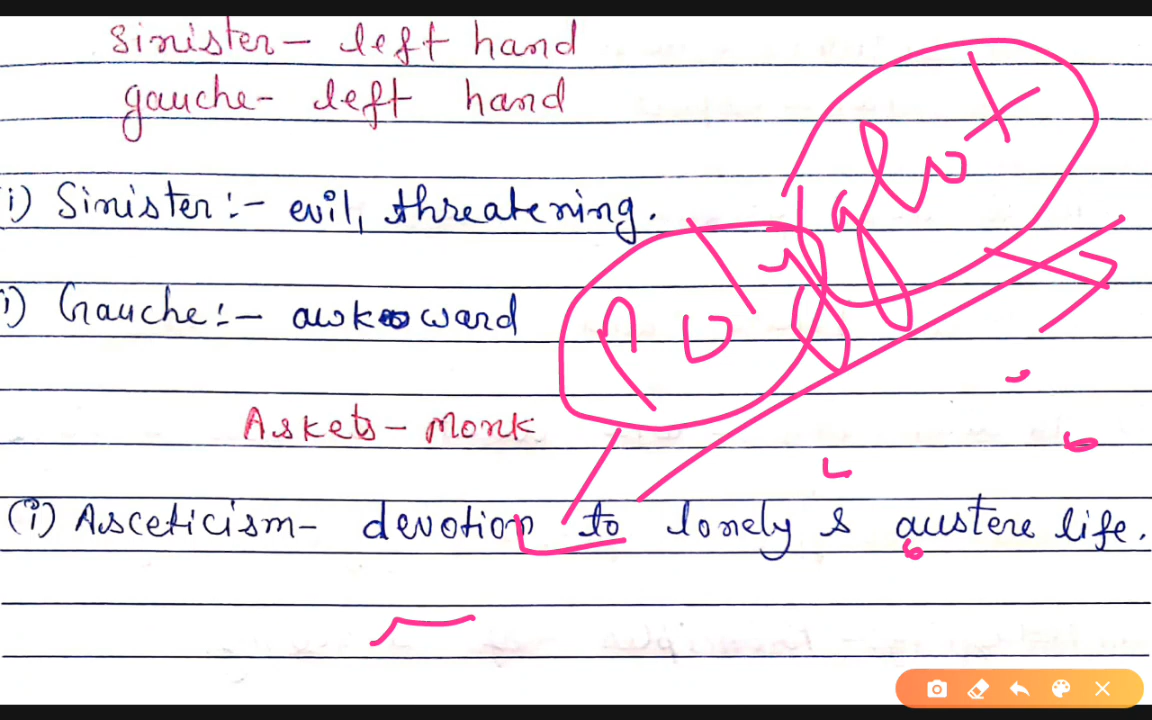 Sinister- left hand
gauche- left hand
i) Sinister:- evil, threatening.
i) Gauche:- awkward
Polyglot
Askets- Monk
(i) Asceticism- devotion to lonely & austere life.